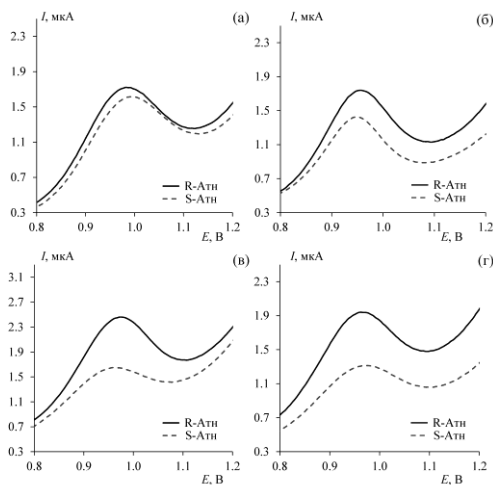 I, мкА
(а)
2.3
1.9
1.5
1.1
0.7
0.3
R-Атн
S-Атн
0.8
0.9
1.0
1.1
1.2
E, В
I, мкА
(б)
2.3
1.8
1.3
0.8
0.3
R-Атн
S-Атн
0.8
0.9
1.0
1.1
1.2
E, В
I, мкА
(в)
3.1
2.7
2.3
1.9
1.5
1.1
0.7
0.3
R-Атн
S-Атн
0.8
0.9
1.0
1.1
1.2
E, В
I, мкА
(г)
2.3
1.9
1.5
1.1
0.7
0.3
R-Атн
S-Атн
0.8
0.9
1.0
1.1
1.2
E, В